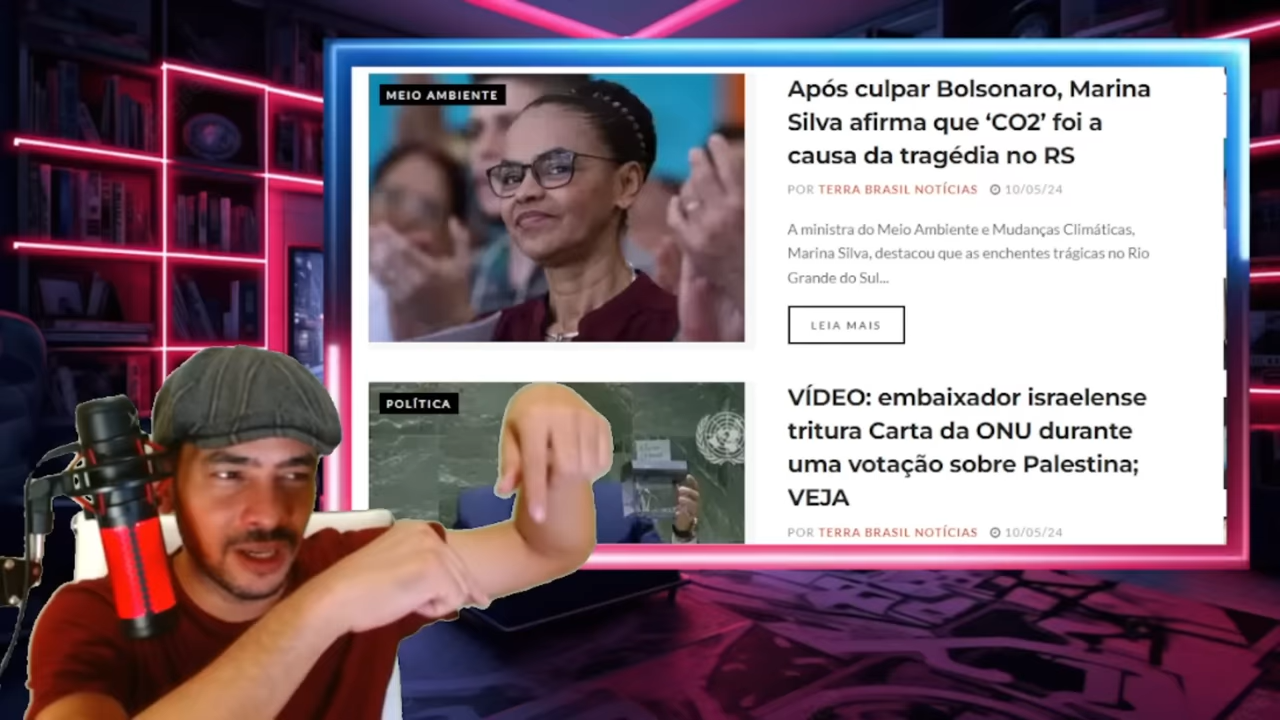 MEIO AMBIENTE
Após culpar Bolsonaro, Marina
Silva afirma que ‘CO2’ foi a
causa da tragédia no RS
POR TERRA BRASIL NOTÍCIAS 10/05/24
A ministra do Meio Ambiente e Mudanças Climáticas,
Marina Silva, destacou que as enchentes trágicas no Rio
Grande do Sul...
LEIA MAIS
POLÍTICA
VÍDEO: embaixador israelense
tritura Carta da ONU durante
uma votação sobre Palestina;
VEJA
POR TERRA BRASIL NOTÍCIAS 10/05/24